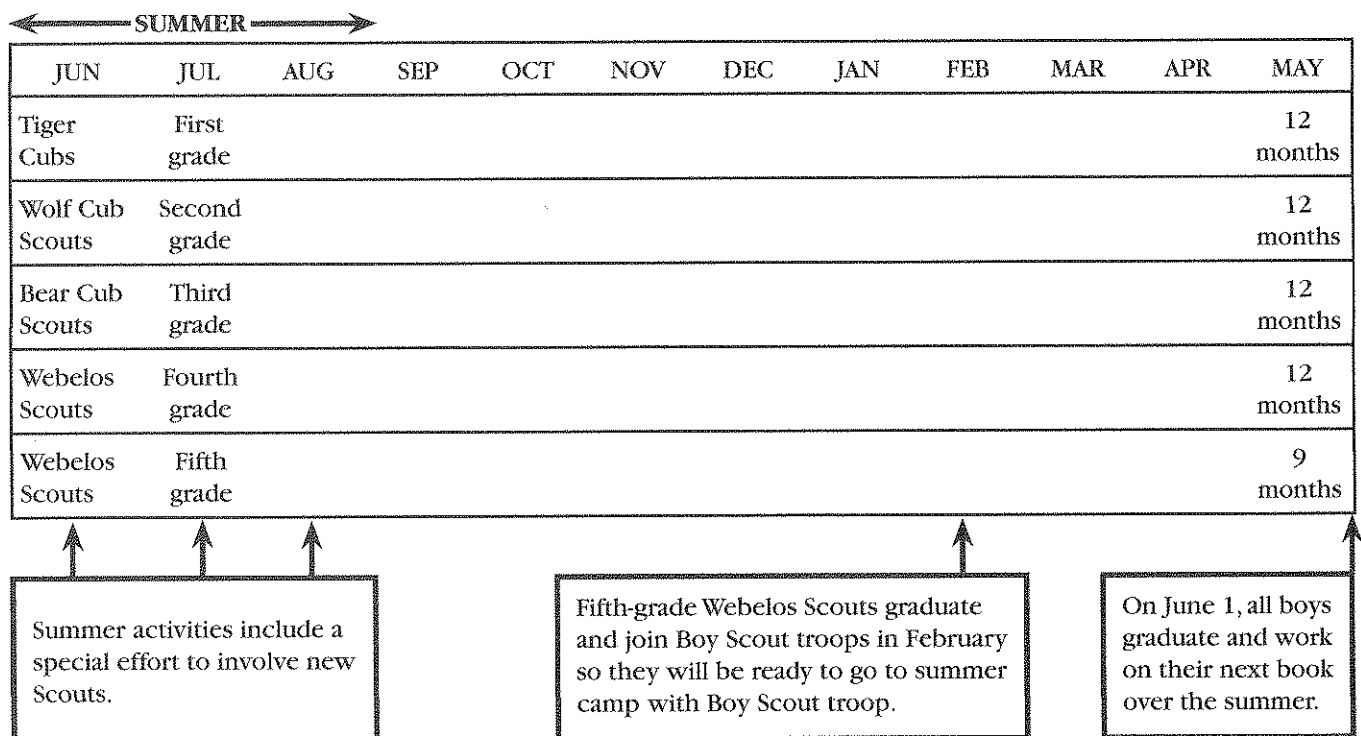 SUMMER
JUN JUL AUG SEP OCT NOV DEC JAN FEB MAR APR MAY
Tiger First 12
Cubs grade months
Wolf Cub Second 12
Scouts grade months
Bear Cub Third 12
Scouts grade months
Webelos Fourth 12
Scouts grade months
Webelos Fifth 9
Scouts grade months
Summer activities include a
special effort to involve new
Scouts.
Fifth-grade Webelos Scouts graduate
and join Boy Scout troops in February
so they will be ready to go to summer
camp with Boy Scout troop.
On June 1, all boys
graduate and work
on their next book
over the summer.